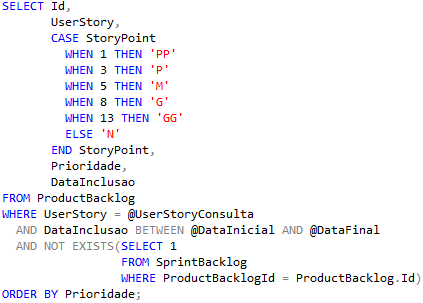 SELECT Id,
       UserStory,
       CASE StoryPoint
         WHEN 1 THEN 'PP'
         WHEN 3 THEN 'P'
         WHEN 5 THEN 'M'
         WHEN 8 THEN 'G'
         WHEN 13 THEN 'GG'
         ELSE 'N'
       END StoryPoint,
       Prioridade,
       DataInclusao
FROM ProductBacklog
WHERE UserStory = @UserStoryConsulta
  AND DataInclusao BETWEEN @DataInicial AND @DataFinal
  AND NOT EXISTS(SELECT 1
                 FROM SprintBacklog
                 WHERE ProductBacklogId = ProductBacklog.Id)
ORDER BY Prioridade;